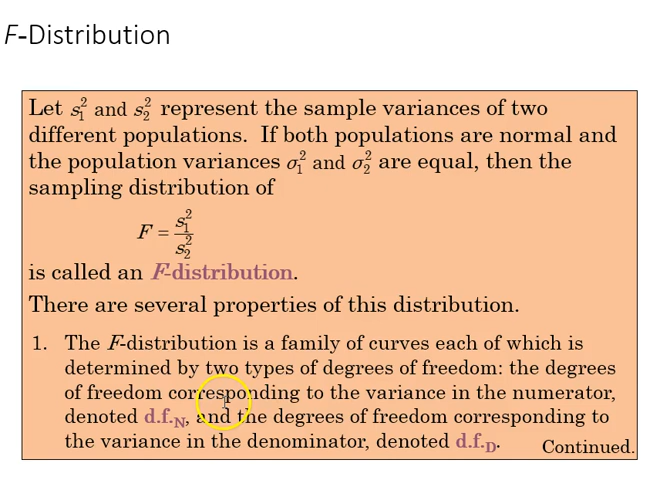 F-Distribution
Let s₁² and s₂² represent the sample variances of two
different populations. If both populations are normal and
the population variances σ₁² and σ₂² are equal, then the
sampling distribution of
F = s₁²/s₂²
is called an F-distribution.
There are several properties of this distribution.
1. The F-distribution is a family of curves each of which is
determined by two types of degrees of freedom: the degrees
of freedom corresponding to the variance in the numerator,
denoted d.f.N, and the degrees of freedom corresponding to
the variance in the denominator, denoted d.f.D.
Continued.